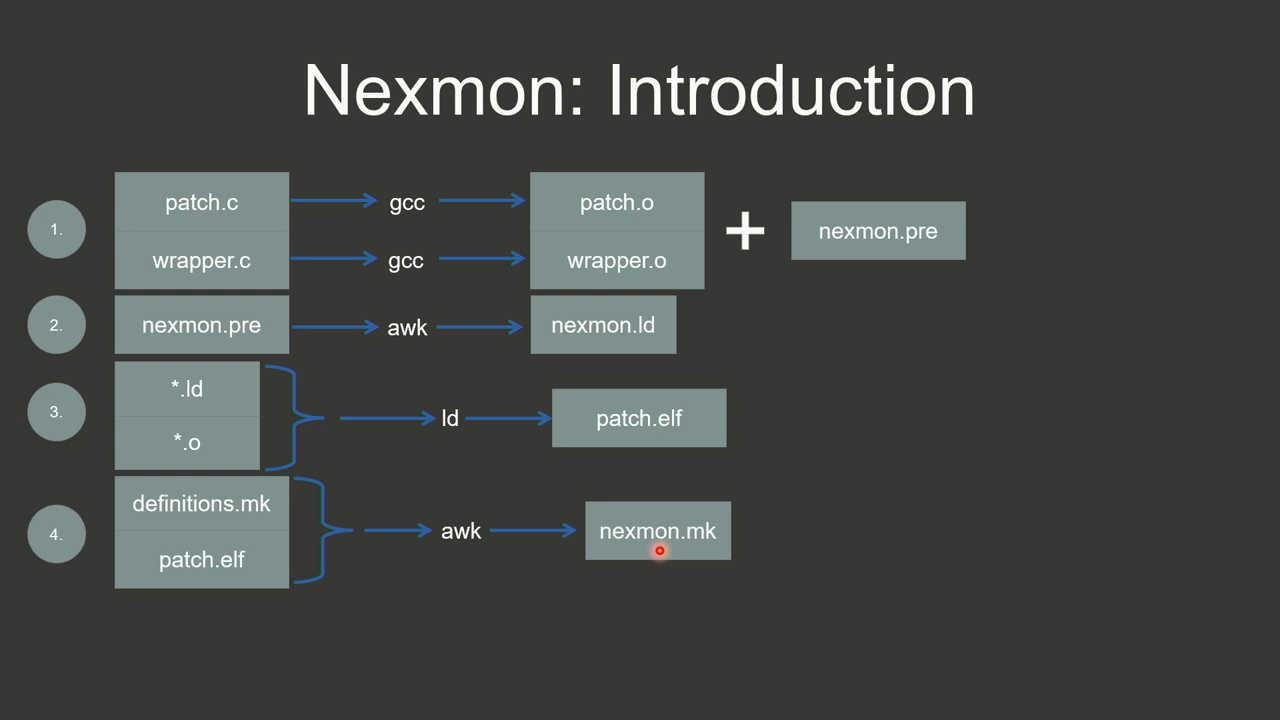 Nexmon: Introduction
1.
patch.c
gcc
patch.o
wrapper.c
gcc
wrapper.o
nexmon.pre
2.
nexmon.pre
awk
nexmon.ld
3.
*.ld
*.o
ld
patch.elf
4.
definitions.mk
patch.elf
awk
nexmon.mk